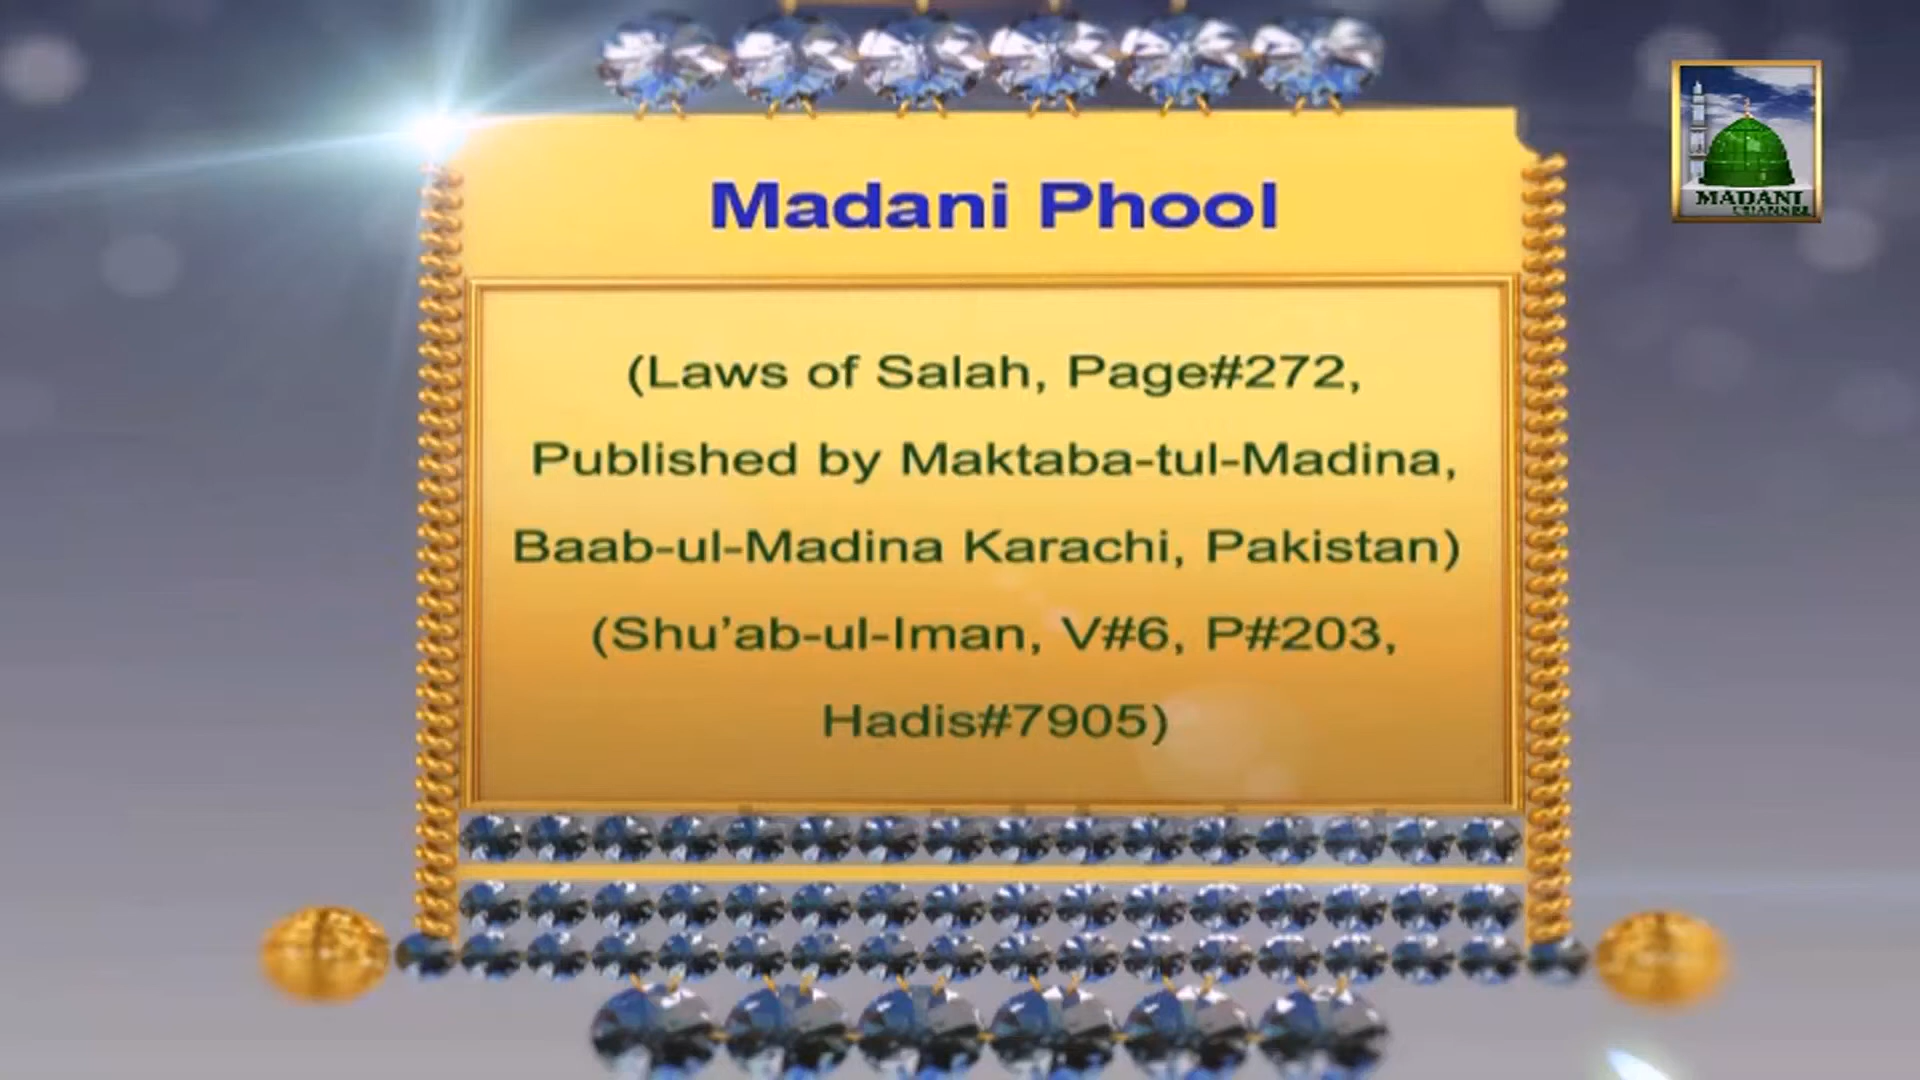 Madani Phool
(Laws of Salah, Page#272,
Published by Maktaba-tul-Madina,
Baab-ul-Madina Karachi, Pakistan)
(Shu’ab-ul-Iman, V#6, P#203,
Hadis#7905)
MADANI
CHANNEL